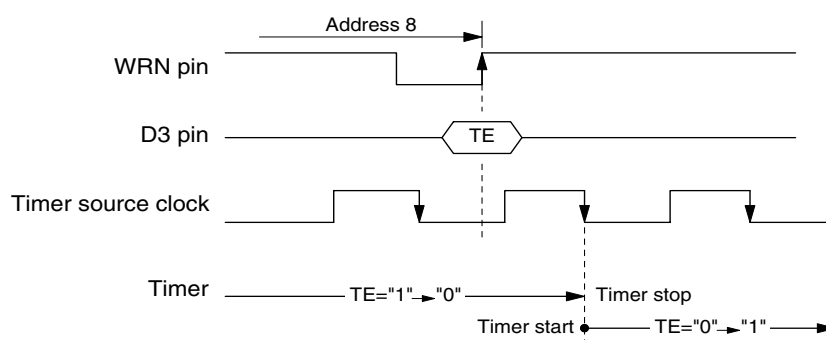 Address 8
WRN pin
D3 pin
TE
Timer source clock
Timer
TE="1"→"0"
Timer stop
Timer start
TE="0"→"1"